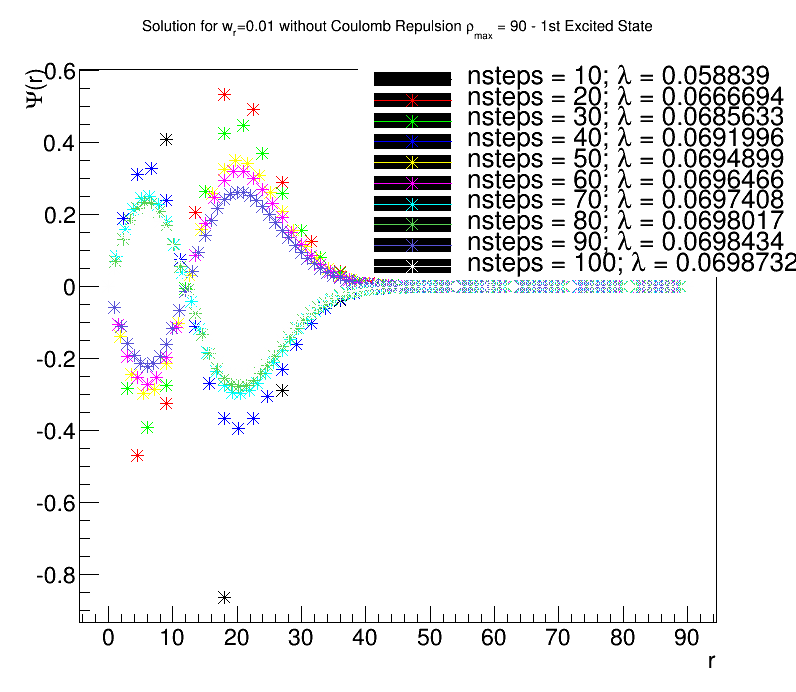 Solution for wr=0.01 without Coulomb Repulsion ρmax = 90 - 1st Excited State
Ψ(r)
0.6
0.4
0.2
0
-0.2
-0.4
-0.6
-0.8
nsteps = 10; λ = 0.058839
nsteps = 20; λ = 0.0666694
nsteps = 30; λ = 0.0685633
nsteps = 40; λ = 0.0691996
nsteps = 50; λ = 0.0694899
nsteps = 60; λ = 0.0696466
nsteps = 70; λ = 0.0697408
nsteps = 80; λ = 0.0698017
nsteps = 90; λ = 0.0698434
nsteps = 100; λ = 0.0698732
0 10 20 30 40 50 60 70 80 90
r